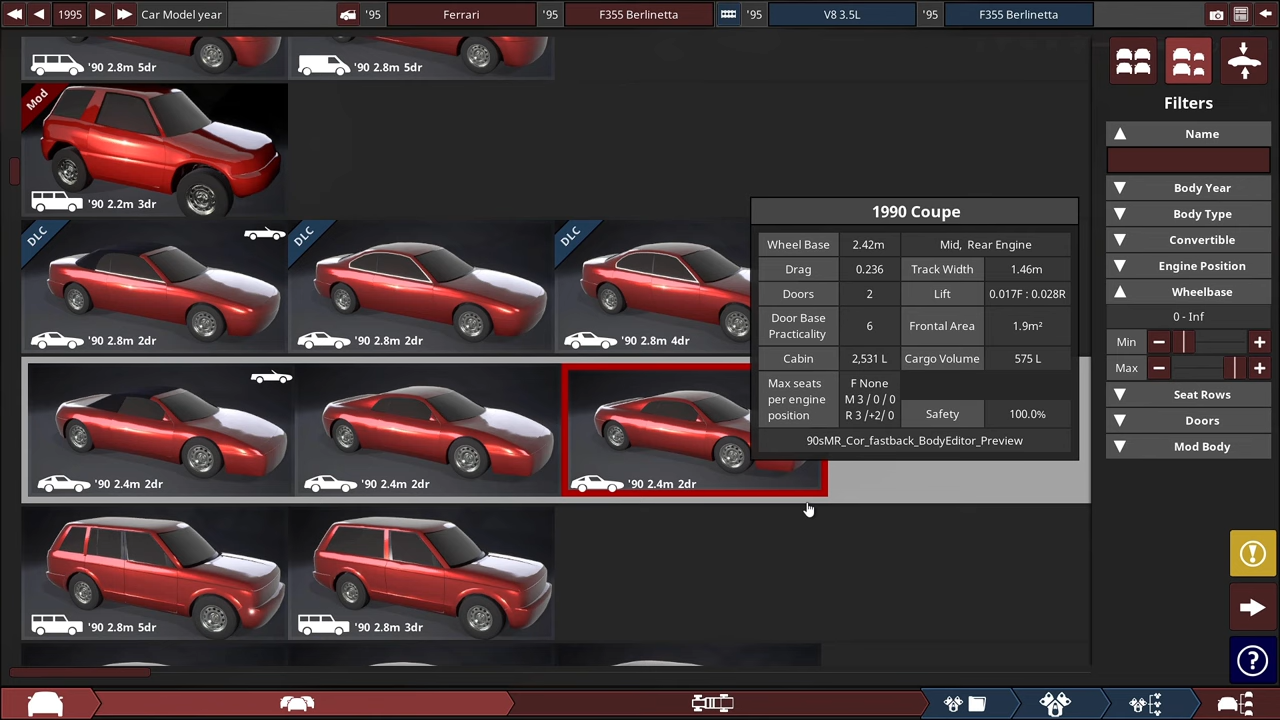 1995 Car Model year '95 Ferrari '95 F355 Berlinetta '95 V8 3.5L '95 F355 Berlinetta
'90 2.8m 5dr
'90 2.8m 5dr
Mod
'90 2.2m 3dr
DLC
'90 2.8m 2dr
DLC
'90 2.8m 2dr
DLC
'90 2.8m 4dr
'90 2.4m 2dr
'90 2.4m 2dr
'90 2.4m 2dr
'90 2.8m 5dr
'90 2.8m 3dr
1990 Coupe
Wheel Base 2.42m Mid, Rear Engine
Drag 0.236 Track Width 1.46m
Doors 2 Lift 0.017F : 0.028R
Door Base
Practicality
6 Frontal Area 1.9m²
Cabin 2,531 L Cargo Volume 575 L
Max seats
per engine
position
F None
M 3 / 0 / 0
R 3 /+2/ 0
Safety 100.0%
90sMR_Cor_fastback_BodyEditor_Preview
Filters
Name
Body Year
Body Type
Convertible
Engine Position
Wheelbase
0 - Inf
Min
Max
Seat Rows
Doors
Mod Body